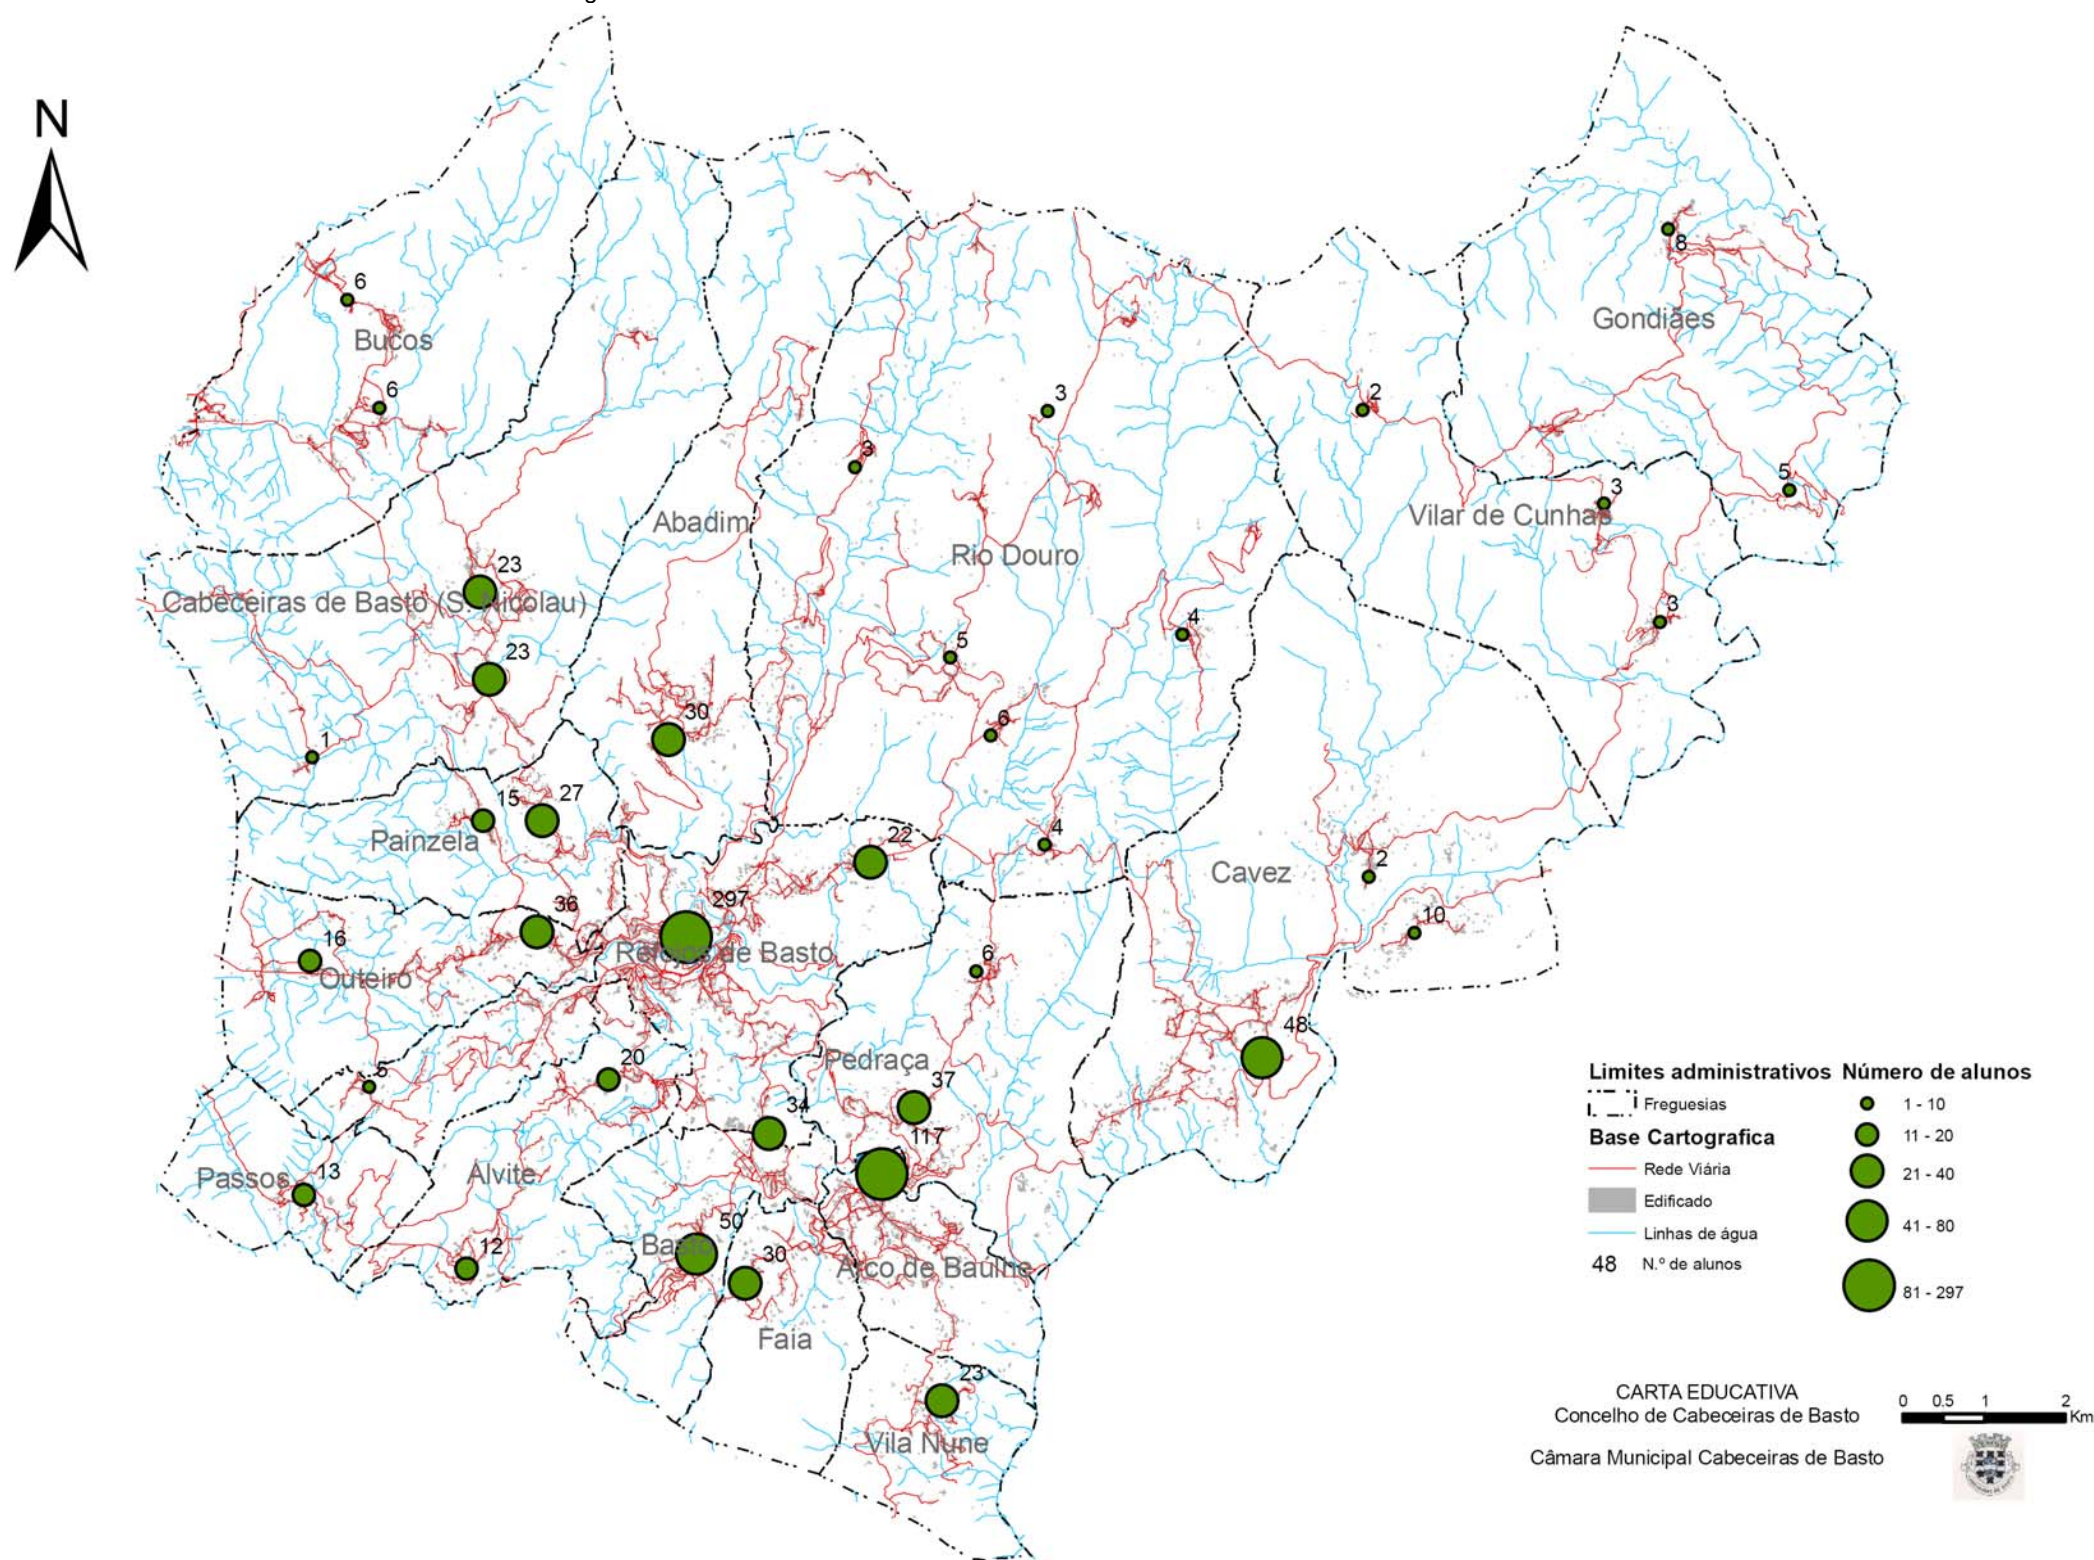 g
N
8
6
Gondiães
Bucos
6
3
2
3
5
3
Abadim
Vilar de Cunhas
Rio Douro
23
Cabeceiras de Basto (S. Nicolau)
3
4
23
5
30
6
1
15
27
22
4
Painzela
2
Cavez
297
36
10
16
Refojos de Basto
6
Outeiro
48
20
Pedraça
5
37
34
117
13
Passos
Alvite
50
12
Basto
30
Arco de Baulhe
Faia
23
Vila Nune
Limites administrativos
Freguesias
Base Cartografica
Rede Viária
Edificado
Linhas de água
48 N.º de alunos
Número de alunos
1 - 10
11 - 20
21 - 40
41 - 80
81 - 297
CARTA EDUCATIVA
Concelho de Cabeceiras de Basto
Câmara Municipal Cabeceiras de Basto
0 0.5 1 2
Km